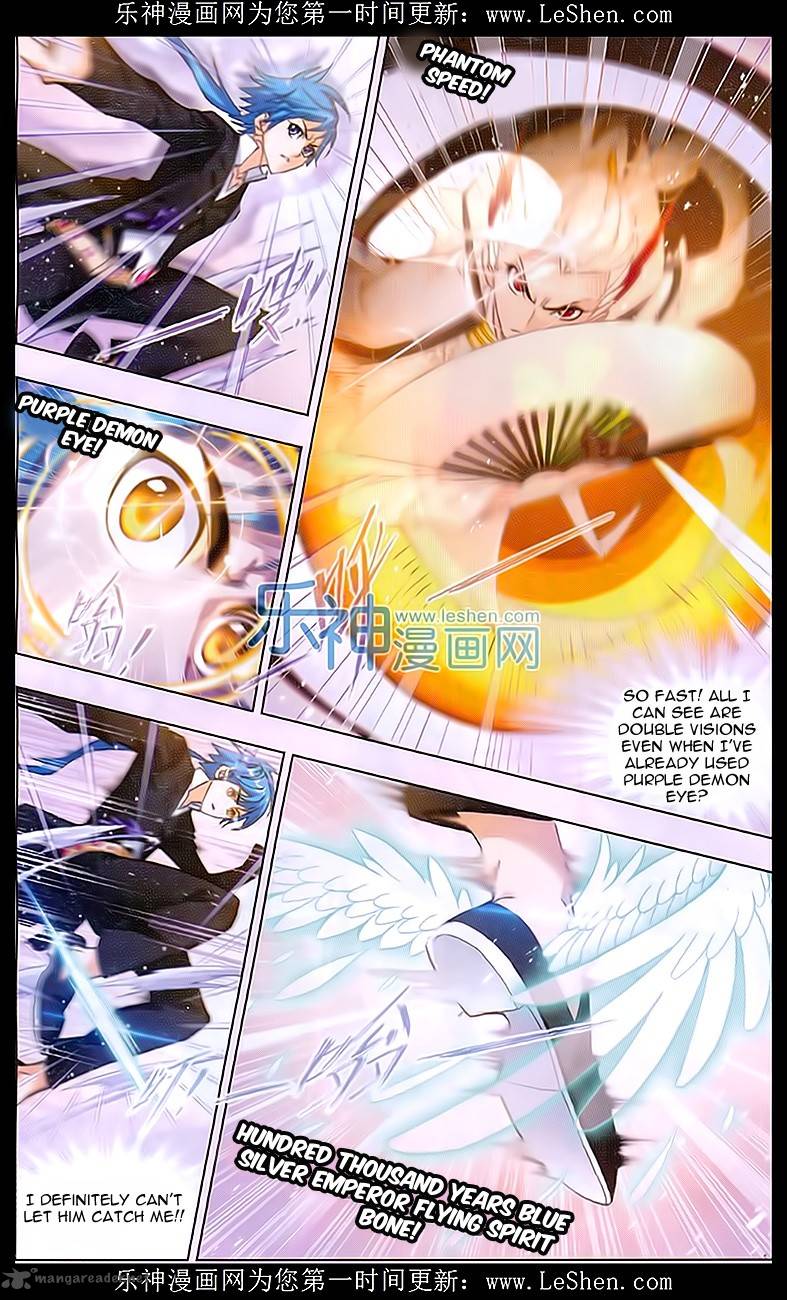 乐神漫画网为您第一时间更新：www.LeShen.com
PHANTOM
SPEED!
PURPLE DEMON
EYE!
乐神漫画网
www.leshen.com
SO FAST! ALL I
CAN SEE ARE
DOUBLE VISIONS
EVEN WHEN I'VE
ALREADY USED
PURPLE DEMON
EYE?
I DEFINITELY CAN'T
LET HIM CATCH ME!!
HUNDRED THOUSAND YEARS BLUE
SILVER EMPEROR FLYING SPIRIT
BONE!
乐神漫画网为您第一时间更新：www.LeShen.com